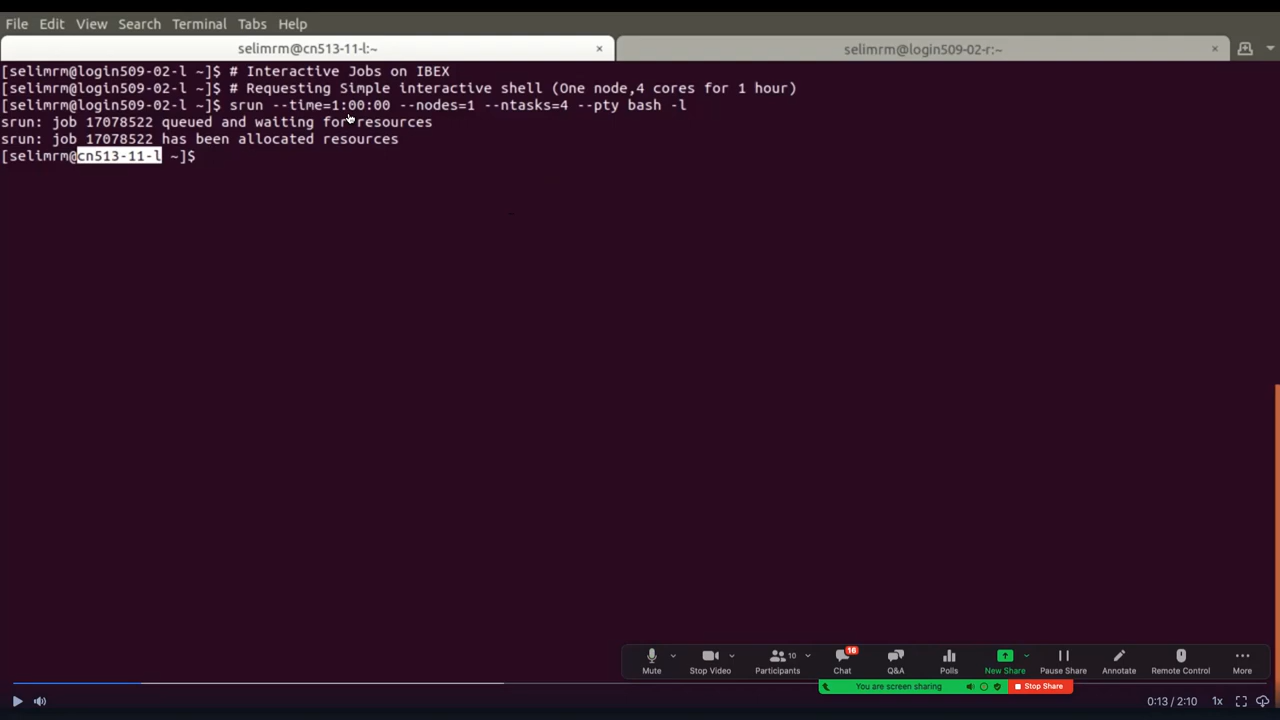 File Edit View Search Terminal Tabs Help
selimrm@cn513-11-l:~ × selimrm@login509-02-r:~ ×
[selimrm@login509-02-l ~]$ # Interactive Jobs on IBEX
[selimrm@login509-02-l ~]$ # Requesting Simple interactive shell (One node,4 cores for 1 hour)
[selimrm@login509-02-l ~]$ srun --time=1:00:00 --nodes=1 --ntasks=4 --pty bash -l
srun: job 17078522 queued and waiting for resources
srun: job 17078522 has been allocated resources
[selimrm@cn513-11-l ~]$
16
10
Mute Stop Video Participants Chat Q&A Polls New Share Pause Share Annotate Remote Control More
You are screen sharing Stop Share
0:13 / 2:10 1x